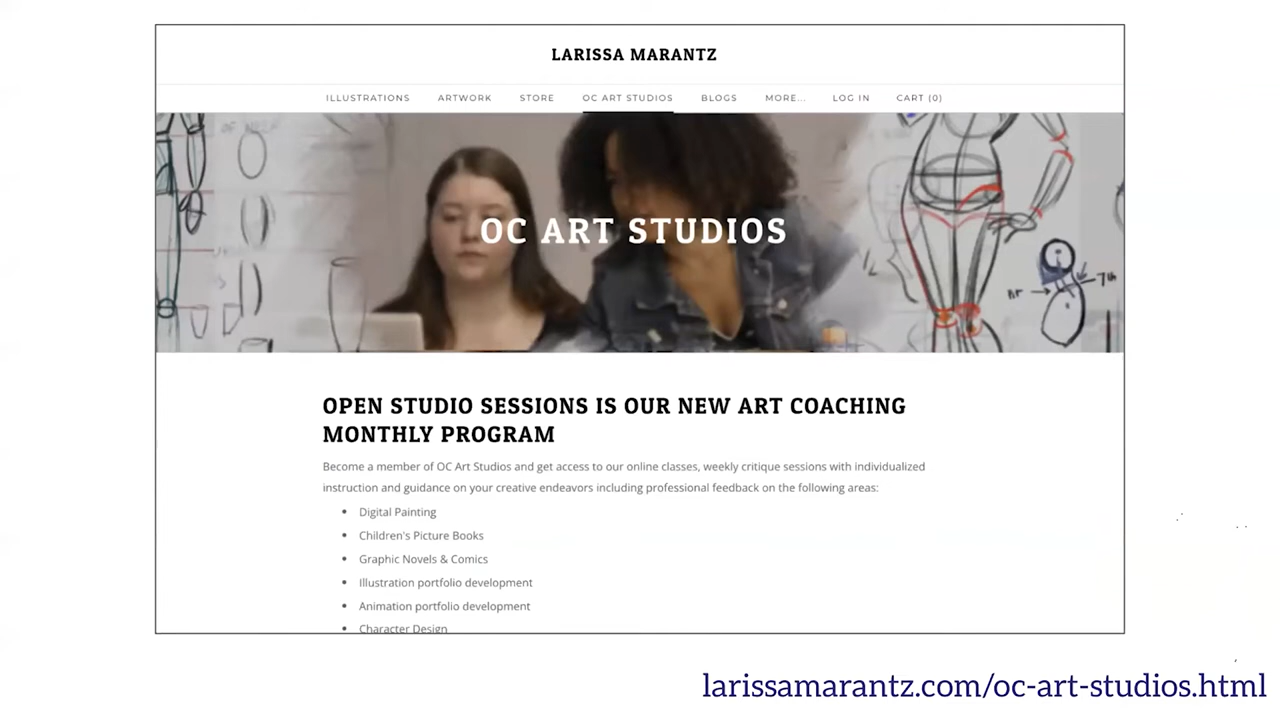 LARISSA MARANTZ
ILLUSTRATIONS ARTWORK STORE OC ART STUDIOS BLOGS MORE... LOG IN CART (0)
OC ART STUDIOS
7th
OPEN STUDIO SESSIONS IS OUR NEW ART COACHING
MONTHLY PROGRAM
Become a member of OC Art Studios and get access to our online classes, weekly critique sessions with individualized
instruction and guidance on your creative endeavors including professional feedback on the following areas:
• Digital Painting
• Children's Picture Books
• Graphic Novels & Comics
• Illustration portfolio development
• Animation portfolio development
• Character Design
larissamarantz.com/oc-art-studios.html